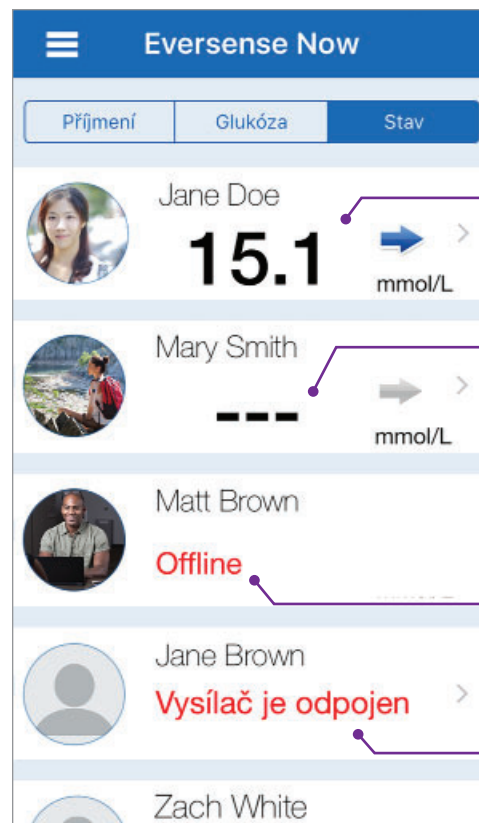 Eversense Now
Příjmení Glukóza Stav
Jane Doe
15.1
mmol/L
Mary Smith
---
mmol/L
Matt Brown
Offline
Jane Brown
Vysílač je odpojen
Zach White